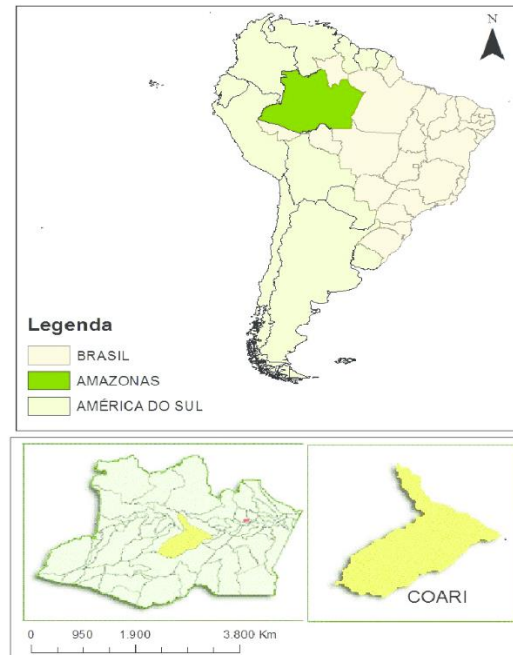 N
Legenda
BRASIL
AMAZONAS
AMÉRICA DO SUL
COARI
0 950 1.900 3.800 Km